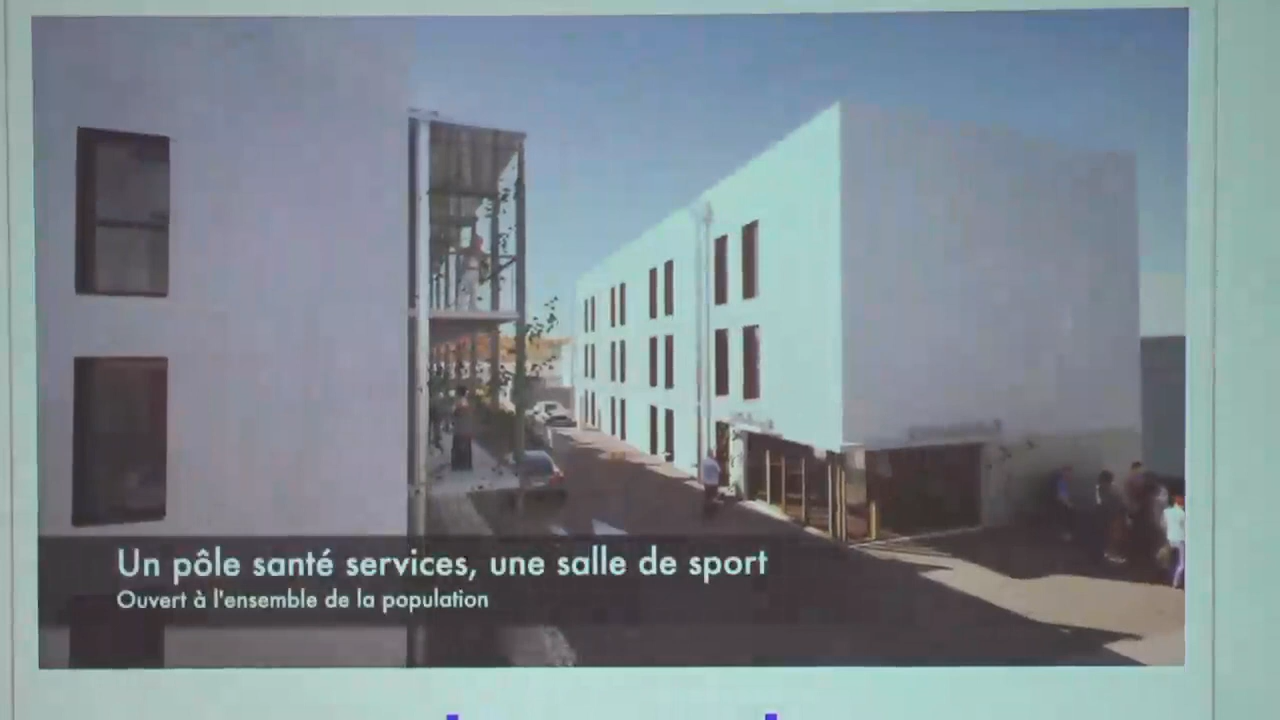 Un pôle santé services, une salle de sport
Ouvert à l'ensemble de la population